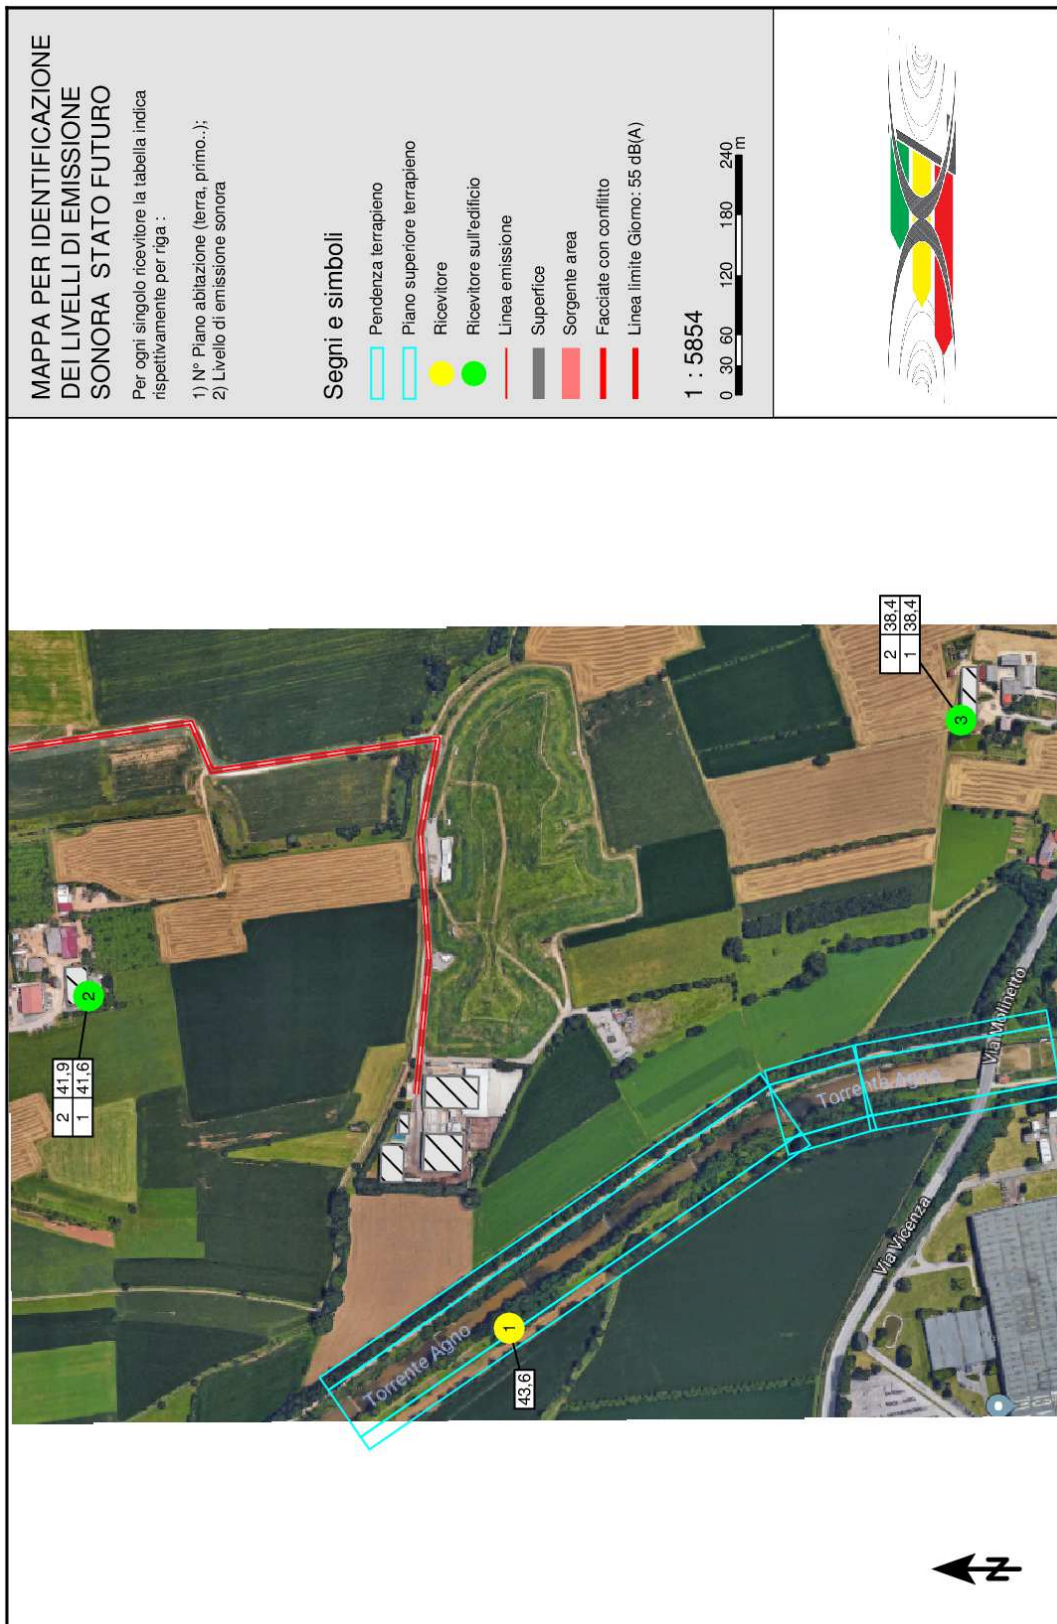 MAPPA PER IDENTIFICAZIONE
DEI LIVELLI DI EMISSIONE
SONORA STATO FUTURO
Per ogni singolo ricevitore la tabella indica
rispettivamente per riga :
1) N° Piano abitazione (terra, primo..);
2) Livello di emissione sonora
Segni e simboli
Pendenza terrapieno
Piano superiore terrapieno
Ricevitore
Ricevitore sull'edificio
Linea emissione
Superfice
Sorgente area
Facciate con conflitto
Linea limite Giorno: 55 dB(A)
1 : 5854
0 30 60 120 180 240
m
2 41,9
1 41,6
2
2 38,4
1 38,4
3
1
43,6
Torrente Agno
Torrente Agno
Via Molinetto
Via Vicenza
N